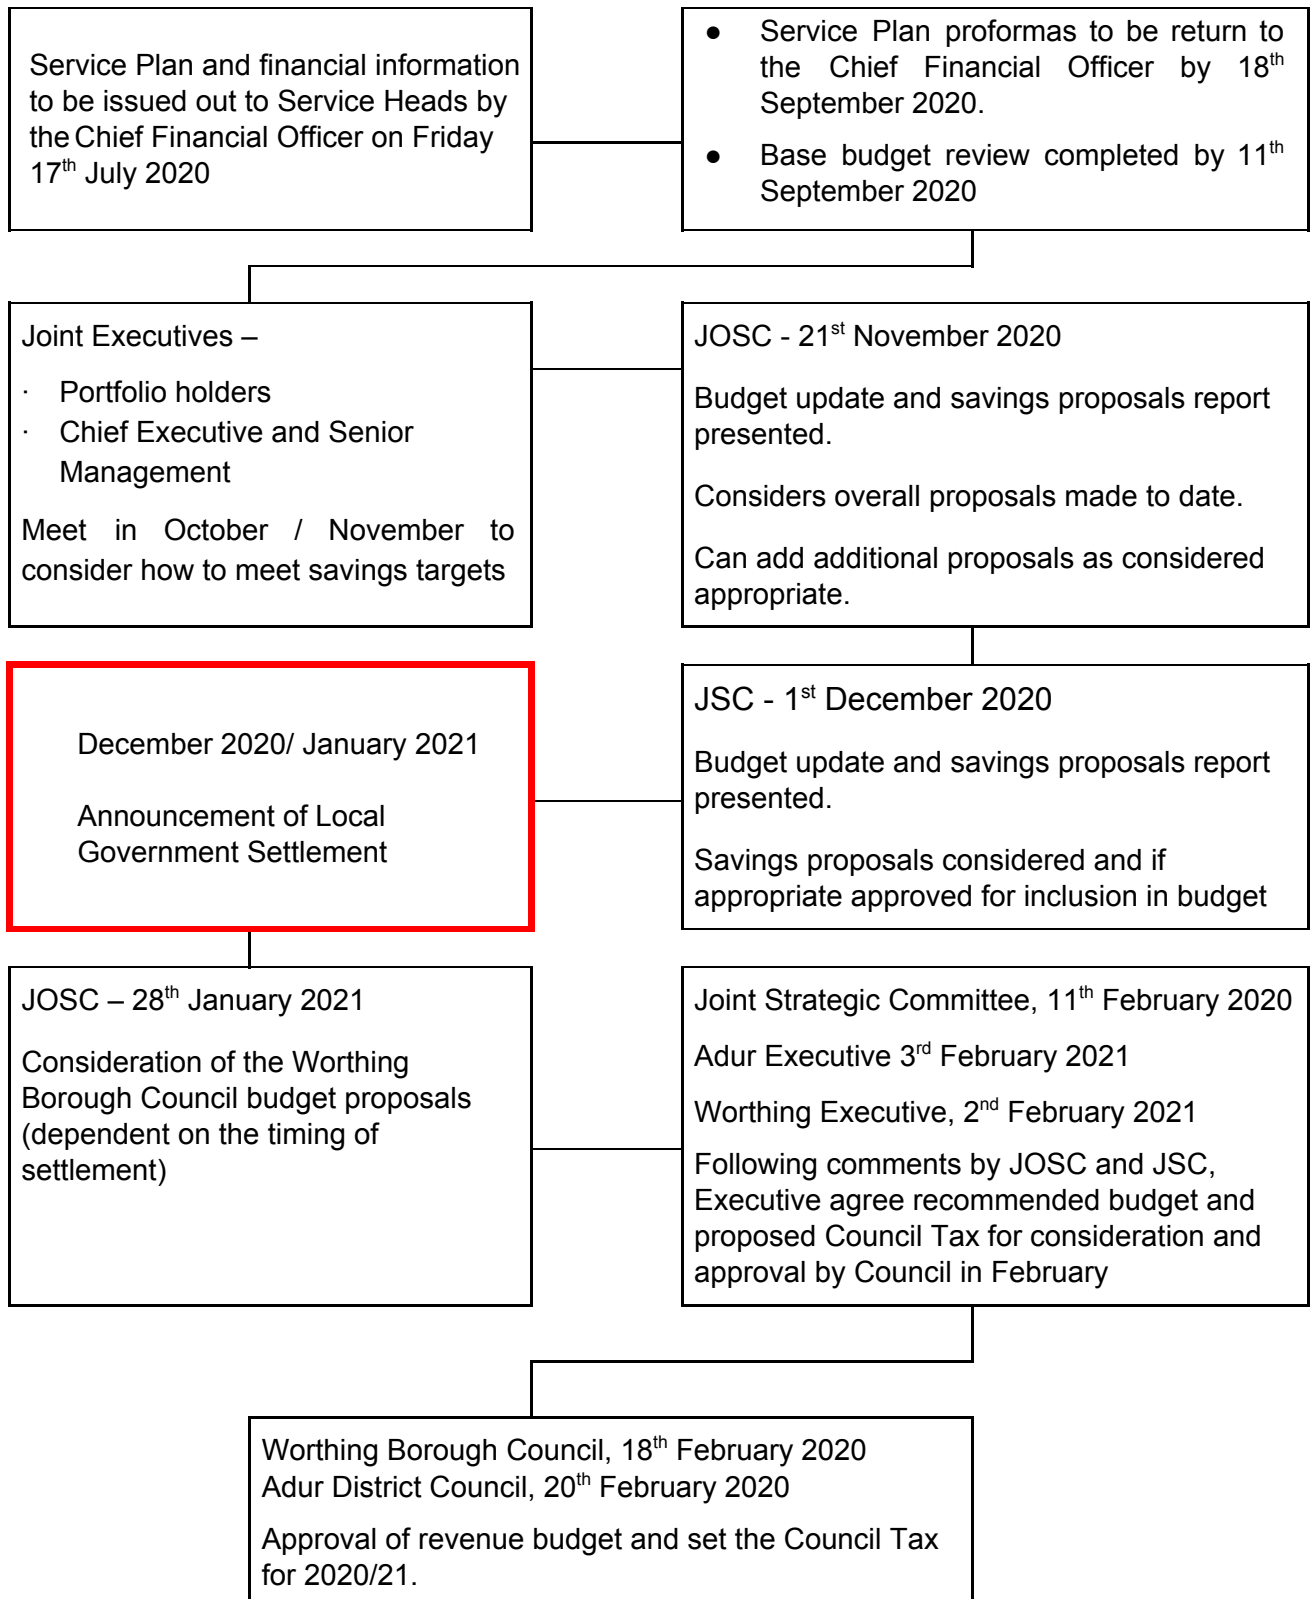 Service Plan and financial information
to be issued out to Service Heads by
the Chief Financial Officer on Friday
17th July 2020
● Service Plan proformas to be return to
the Chief Financial Officer by 18th
September 2020.
● Base budget review completed by 11th
September 2020
Joint Executives –
· Portfolio holders
· Chief Executive and Senior
Management
Meet in October / November to
consider how to meet savings targets
JOSC - 21st November 2020
Budget update and savings proposals report
presented.
Considers overall proposals made to date.
Can add additional proposals as considered
appropriate.
JSC - 1st December 2020
Budget update and savings proposals report
presented.
Savings proposals considered and if
appropriate approved for inclusion in budget
December 2020/ January 2021
Announcement of Local
Government Settlement
JOSC – 28th January 2021
Consideration of the Worthing
Borough Council budget proposals
(dependent on the timing of
settlement)
Joint Strategic Committee, 11th February 2020
Adur Executive 3rd February 2021
Worthing Executive, 2nd February 2021
Following comments by JOSC and JSC,
Executive agree recommended budget and
proposed Council Tax for consideration and
approval by Council in February
Worthing Borough Council, 18th February 2020
Adur District Council, 20th February 2020
Approval of revenue budget and set the Council Tax
for 2020/21.